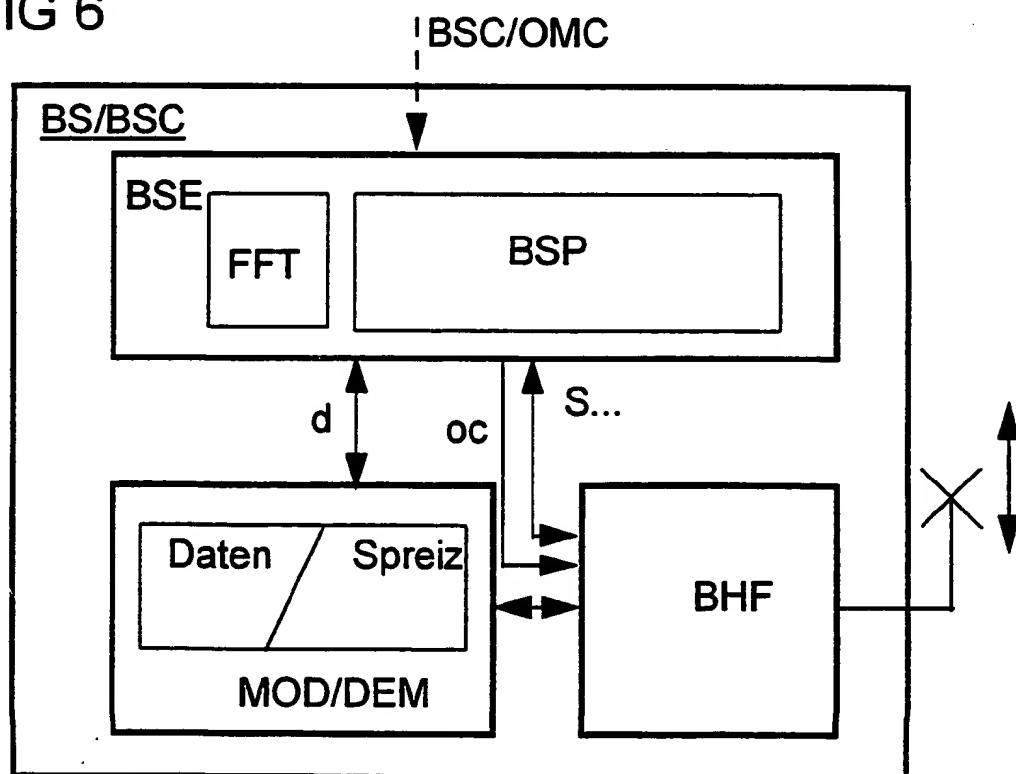 IG 6
BSC/OMC
BS/BSC
BSE
FFT
BSP
d
oc
S...
Daten
Spreiz
MOD/DEM
BHF